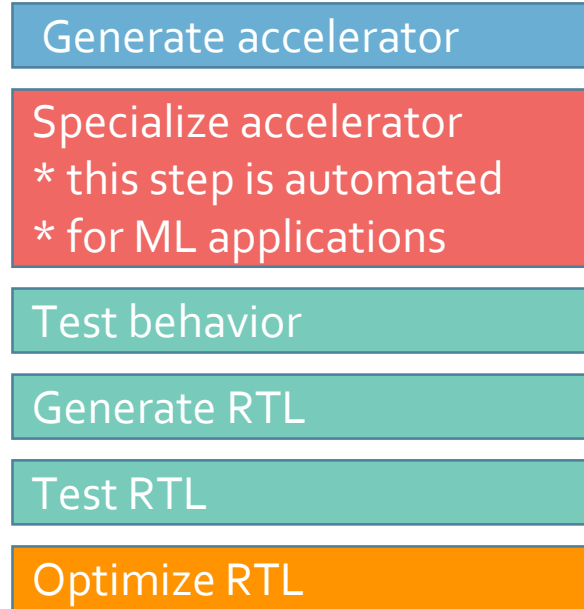 Generate accelerator
Specialize accelerator
* this step is automated
* for ML applications
Test behavior
Generate RTL
Test RTL
Optimize RTL